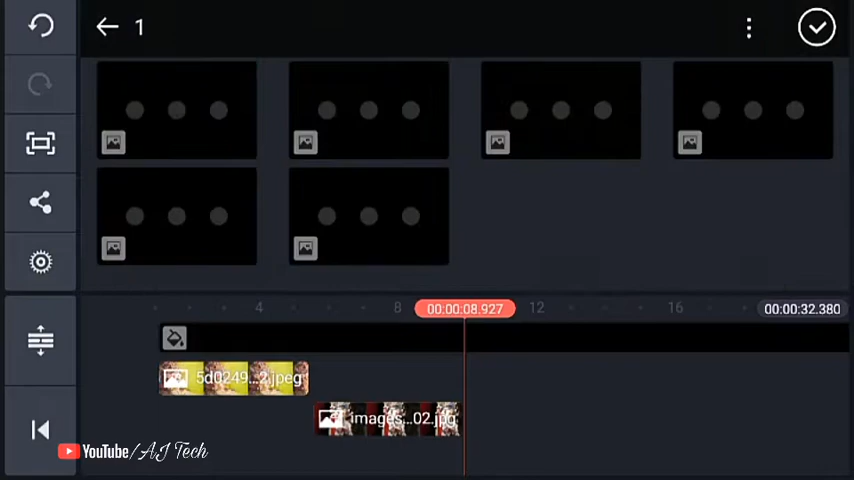 1
4 8 00:00:08.927 12 16 00:00:32.380
5d0249...2.jpeg
images...02.jpg
YouTube/AJ Tech